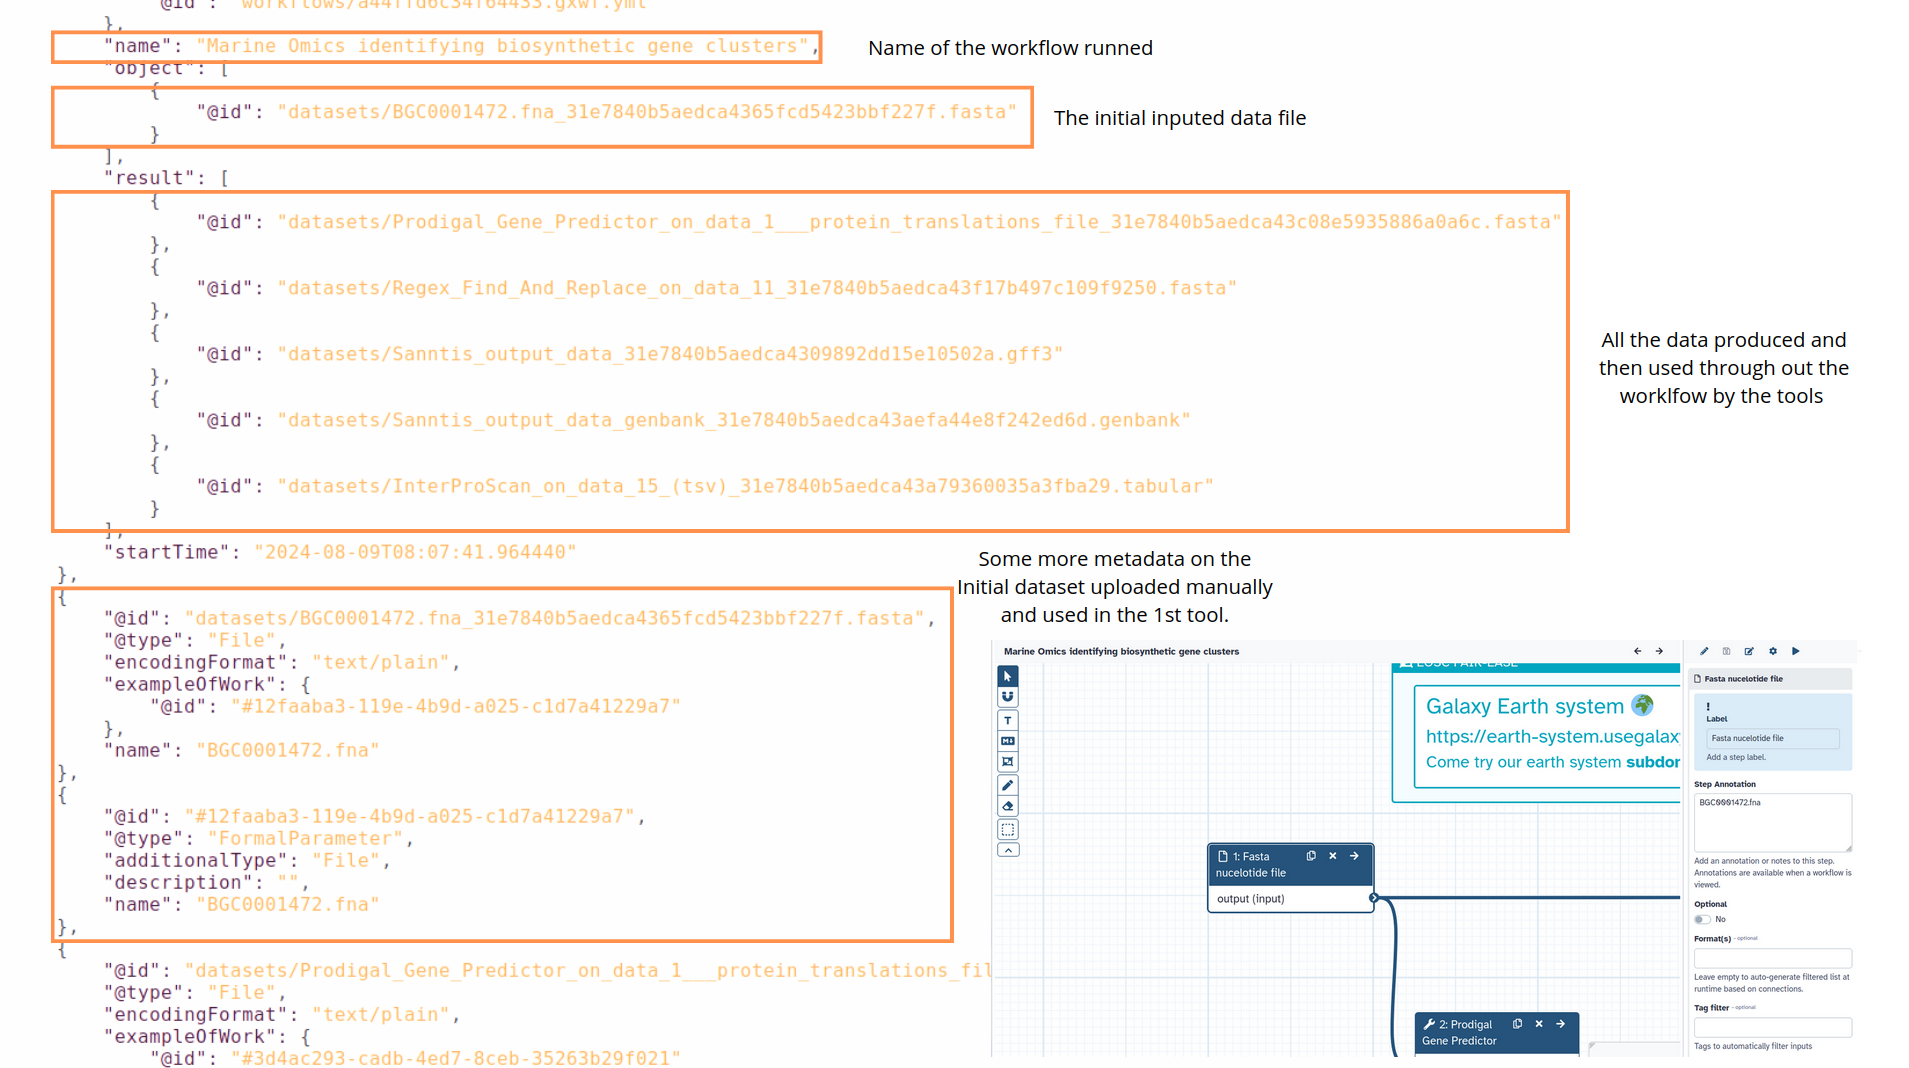 "@id": "workflows/a44ffd6c34f64433.gxwf.yml"
},
"name": "Marine Omics identifying biosynthetic gene clusters",
Name of the workflow runned
"object": [
{
"@id": "datasets/BGC0001472.fna_31e7840b5aedca4365fcd5423bbf227f.fasta"
The initial inputed data file
}
],
"result": [
{
"@id": "datasets/Prodigal_Gene_Predictor_on_data_1___protein_translations_file_31e7840b5aedca43c08e5935886a0a6c.fasta"
},
{
"@id": "datasets/Regex_Find_And_Replace_on_data_11_31e7840b5aedca43f17b497c109f9250.fasta"
},
{
"@id": "datasets/Sanntis_output_data_31e7840b5aedca4309892dd15e10502a.gff3"
},
{
"@id": "datasets/Sanntis_output_data_genbank_31e7840b5aedca43aefa44e8f242ed6d.genbank"
},
{
"@id": "datasets/InterProScan_on_data_15_(tsv)_31e7840b5aedca43a79360035a3fba29.tabular"
}
],
All the data produced and
then used through out the
worklfow by the tools
"startTime": "2024-08-09T08:07:41.964440"
},
{
"@id": "datasets/BGC0001472.fna_31e7840b5aedca4365fcd5423bbf227f.fasta",
"@type": "File",
"encodingFormat": "text/plain",
"exampleOfWork": {
"@id": "#12faaba3-119e-4b9d-a025-c1d7a41229a7"
},
"name": "BGC0001472.fna"
},
{
"@id": "#12faaba3-119e-4b9d-a025-c1d7a41229a7",
"@type": "FormalParameter",
"additionalType": "File",
"description": "",
"name": "BGC0001472.fna"
},
{
"@id": "datasets/Prodigal_Gene_Predictor_on_data_1___protein_translations_fil
"@type": "File",
"encodingFormat": "text/plain",
"exampleOfWork": {
"@id": "#3d4ac293-cadb-4ed7-8ceb-35263b29f021"
Some more metadata on the
Initial dataset uploaded manually
and used in the 1st tool.
Marine Omics identifying biosynthetic gene clusters
EOSC FAIR-EASE
Galaxy Earth system
https://earth-system.usegalax
Come try our earth system subdor
T
1: Fasta
nucelotide file
output (input)
2: Prodigal
Gene Predictor
Fasta nucelotide file
!
Label
Fasta nucelotide file
Add a step label.
Step Annotation
BGC0001472.fna
Add an annotation or notes to this step.
Annotations are available when a workflow is
viewed.
Optional
No
Format(s) - optional
Leave empty to auto-generate filtered list at
runtime based on connections.
Tag filter - optional
Tags to automatically filter inputs